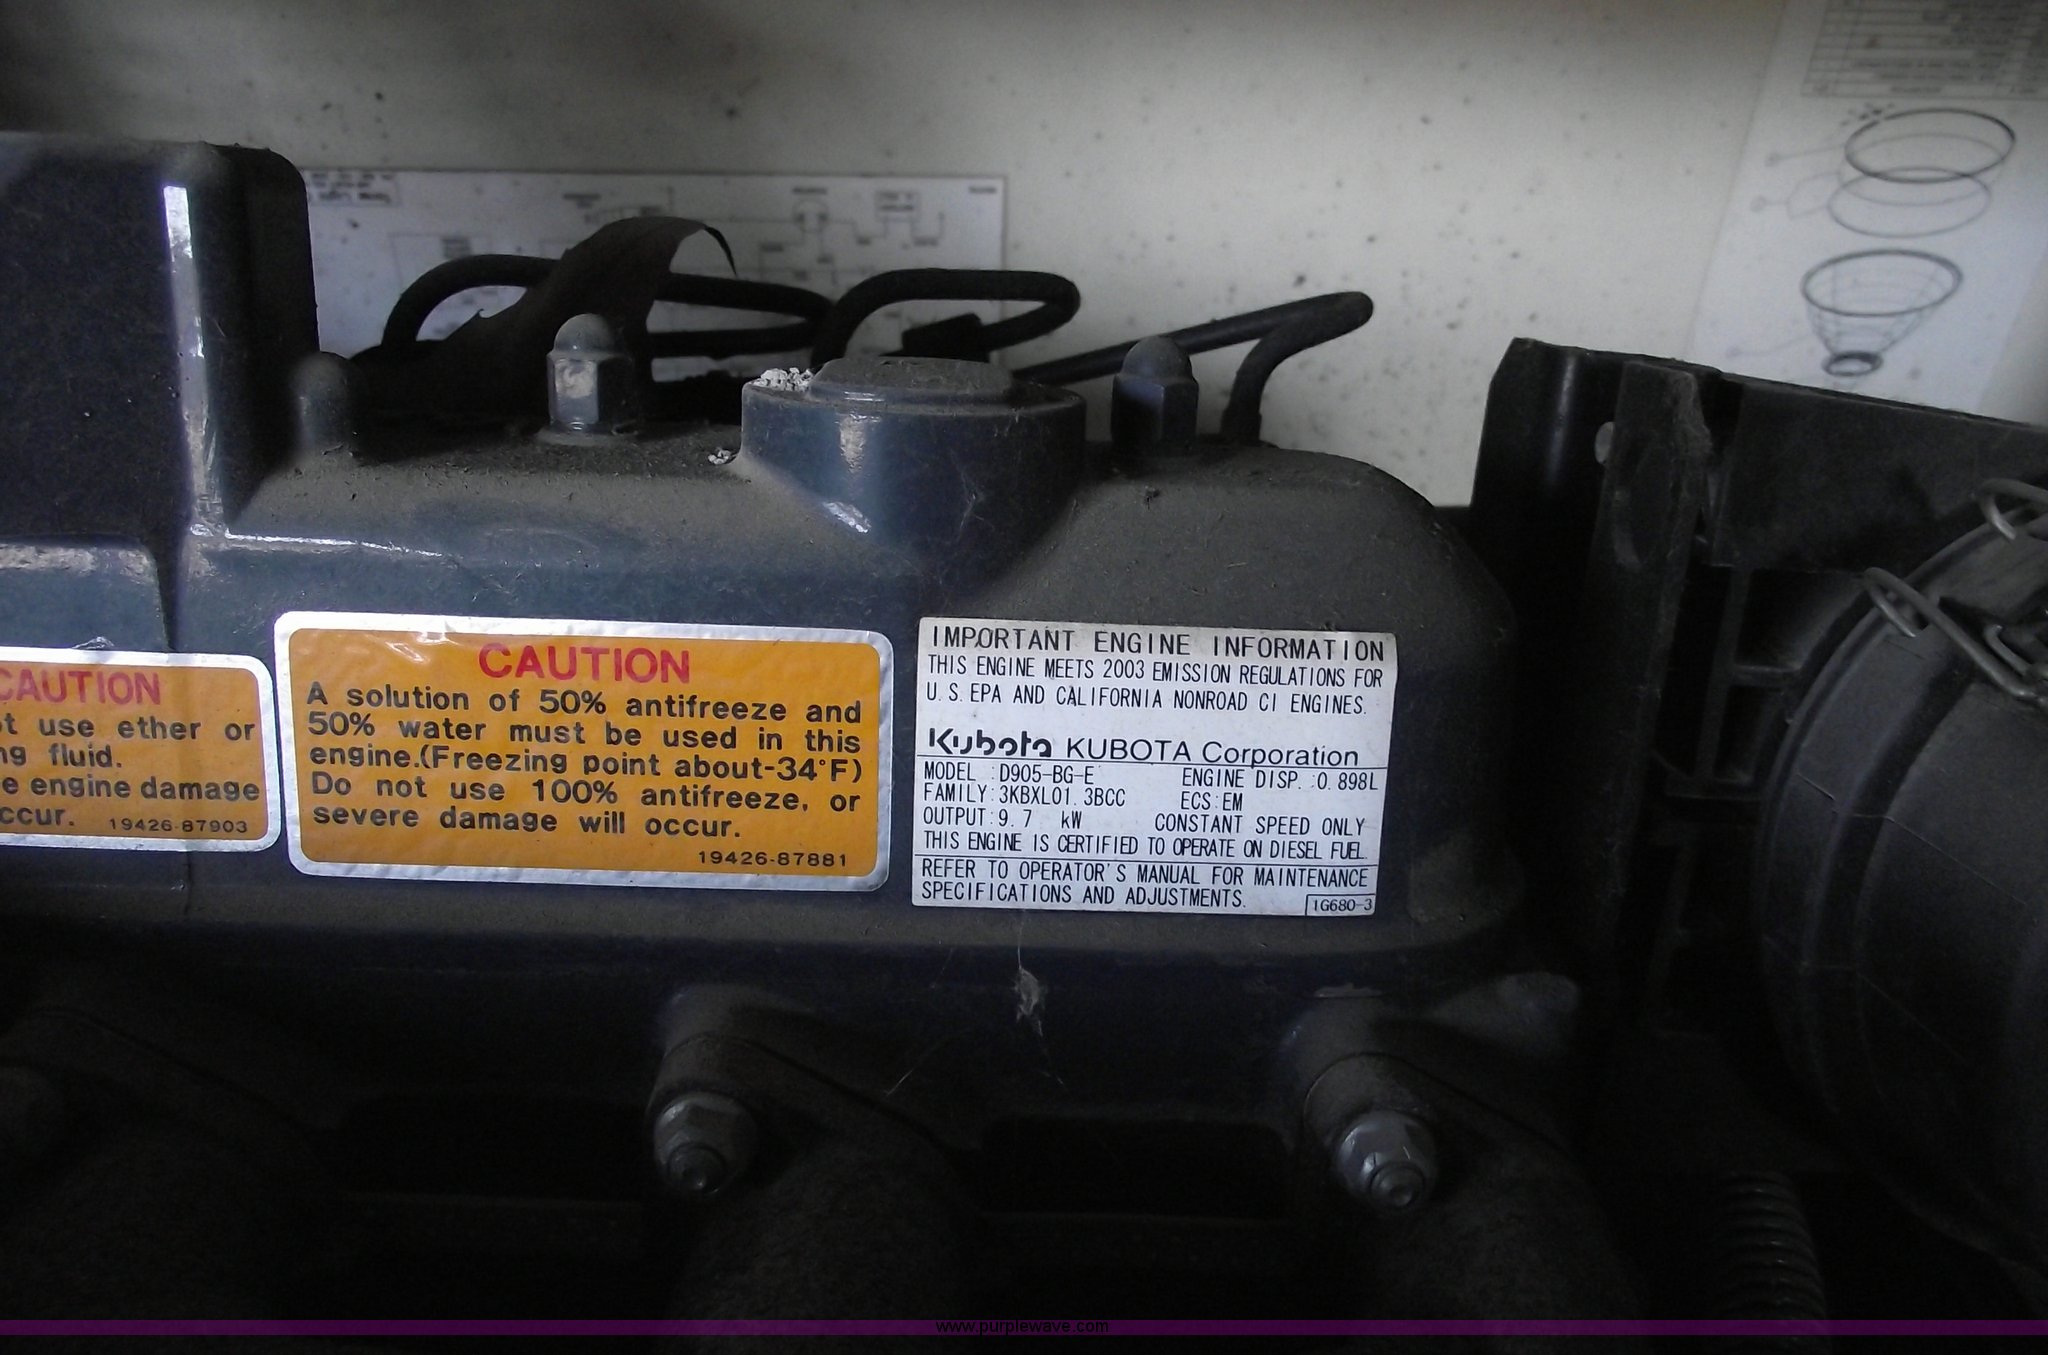 CAUTION
use ether or
fluid.
engine damage
19426-87903
CAUTION
A solution of 50% antifreeze and
50% water must be used in this
engine.(Freezing point about-34°F)
Do not use 100% antifreeze, or
severe damage will occur.
19426-87881
IMPORTANT ENGINE INFORMATION
THIS ENGINE MEETS 2003 EMISSION REGULATIONS FOR
U.S. EPA AND CALIFORNIA NONROAD CI ENGINES.
Kubota KUBOTA Corporation
MODEL :D905-BG-E ENGINE DISP.:0.898L
FAMILY:3KBXL01.3BCC ECS:EM
OUTPUT:9.7 kW CONSTANT SPEED ONLY
THIS ENGINE IS CERTIFIED TO OPERATE ON DIESEL FUEL.
REFER TO OPERATOR'S MANUAL FOR MAINTENANCE
SPECIFICATIONS AND ADJUSTMENTS.
1G680-3
www.purplewave.com